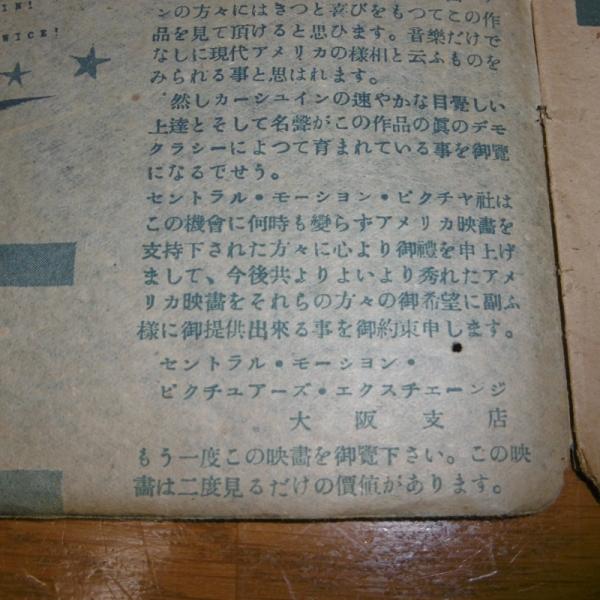 IN!
NICE!
ンの方々にはきつと喜びをもつてこの作
品を見て頂けると思ひます。音樂だけで
なしに現代アメリカの様相と云ふものを
みられる事と思はれます。
然しガーシュインの速やかな目覺しい
上達とそして名聲がこの作品の眞のデモ
クラシーによつて育まれている事を御覽
になるでせう。
セントラル・モーション・ピクチヤ社は
この機會に何時も變らずアメリカ映畫を
支持下された方々に心より御禮を申上げ
まして、今後共よりよいより秀れたアメ
リカ映畫をそれらの方々の御希望に副ふ
様に御提供出來る事を御約束申します。
セントラル・モーション・
ピクチュアーズ・エクスチェーンジ
大阪支店
もう一度この映畫を御覽下さい。この映
畫は二度見るだけの價値があります。